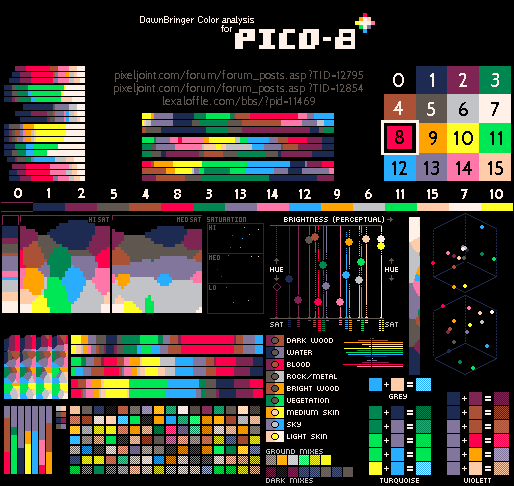 DawnBringer Color analysis
for
PICO-8
pixeljoint.com/forum/forum_posts.asp ?TID=12795
pixeljoint.com/forum/forum_posts.asp ?TID=12854
lexaloffle.com/bbs/?pid=11469
0 1 2 3
4 5 6 7
8 9 10 11
12 13 14 15
0 1 2 5 4 8 3 13 14 12 9 6 11 15 7 10
HI SAT
MED SAT
SATURATION
HI
MED
LO
BRIGHTNESS (PERCEPTUAL)
HUE
HUE
SAT
SAT
DARK WOOD
WATER
BLOOD
ROCK/METAL
BRIGHT WOOD
VEGETATION
MEDIUM SKIN
SKY
LIGHT SKIN
GROUND MIXES
DARK MIXES
+ =
GREY
+ =
+ =
+ =
+ =
+ =
TURQUOISE
+ =
+ =
+ =
+ =
+ =
+ =
VIOLETT